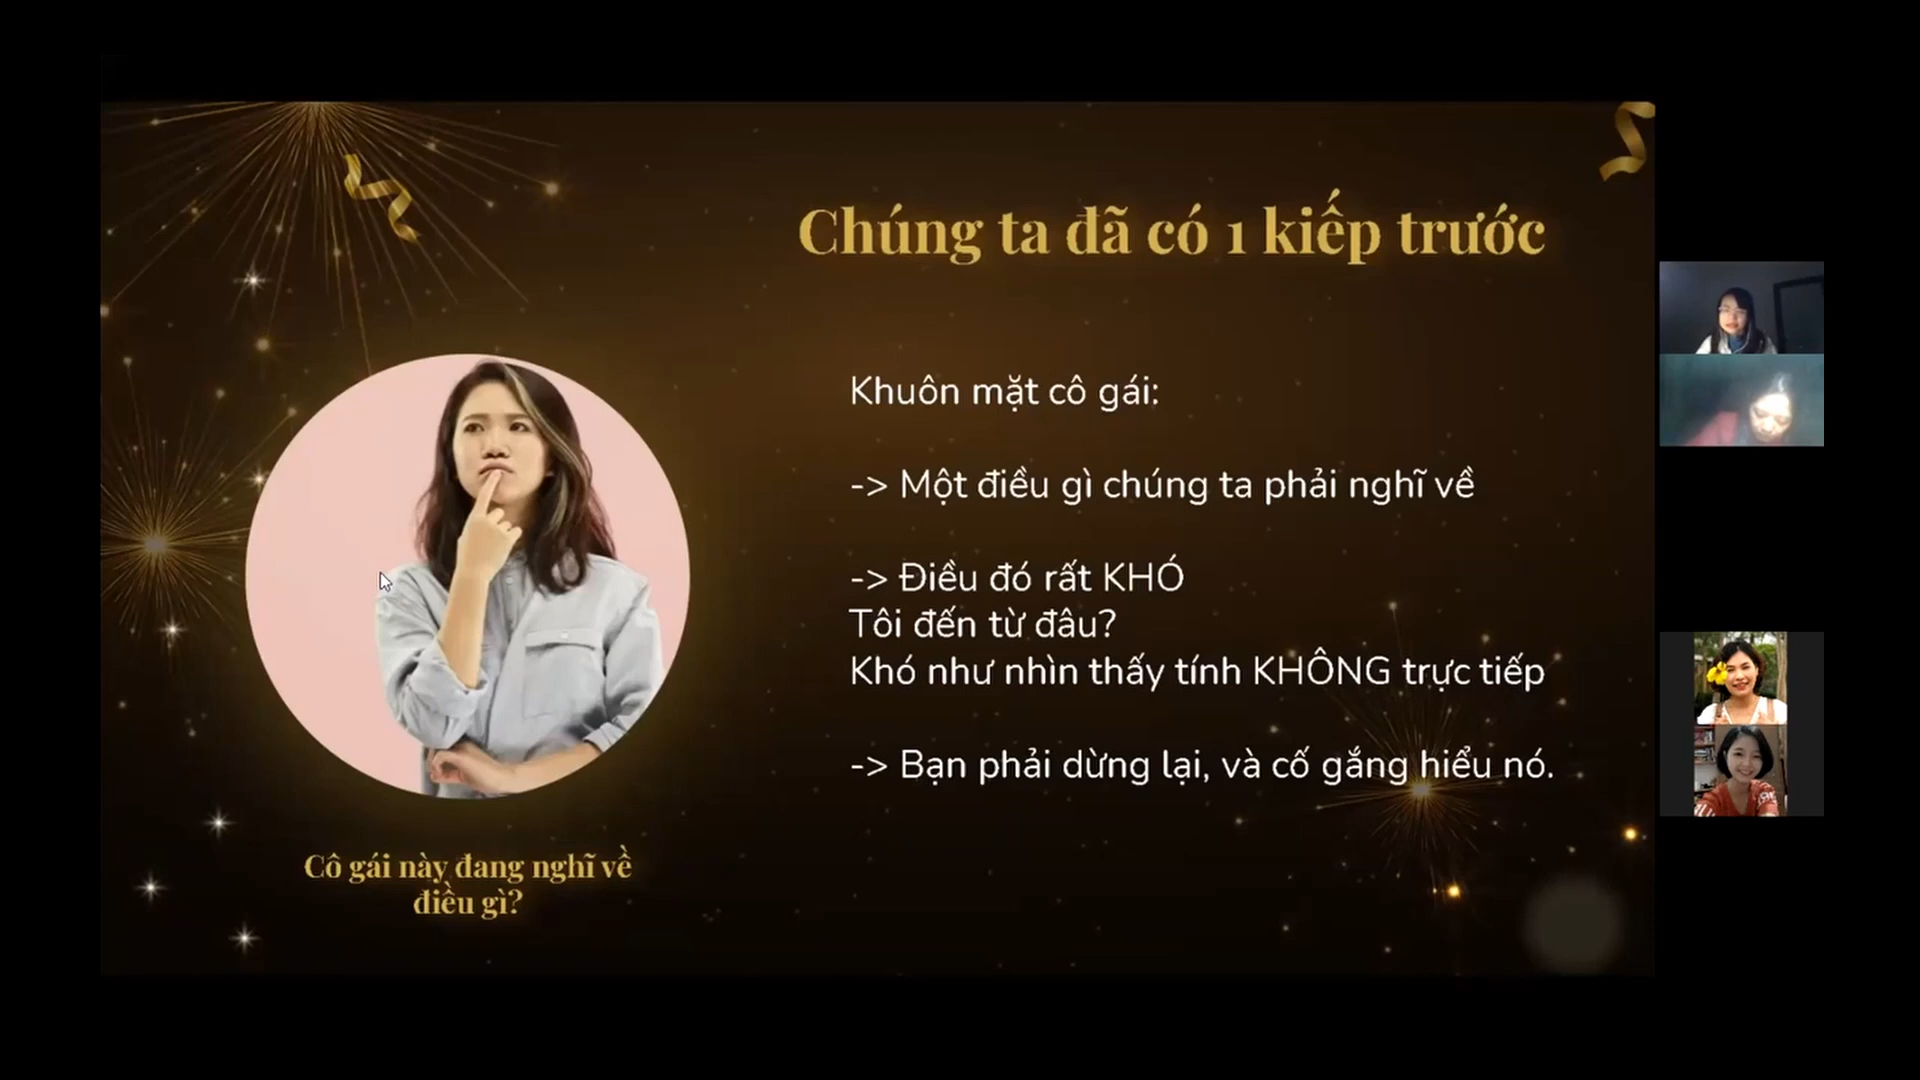 Chúng ta đã có 1 kiếp trước
Khuôn mặt cô gái:
-> Một điều gì chúng ta phải nghĩ về
-> Điều đó rất KHÓ
Tôi đến từ đâu?
Khó như nhìn thấy tính KHÔNG trực tiếp
-> Bạn phải dừng lại, và cố gắng hiểu nó.
Cô gái này đang nghĩ về
điều gì?